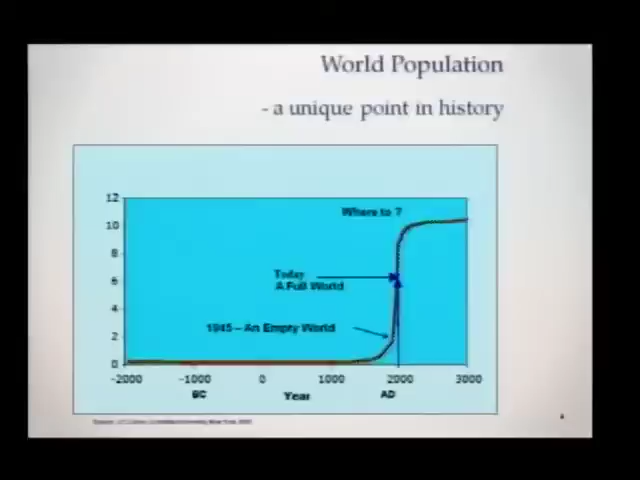 World Population
- a unique point in history
12
10
8
6
4
2
0
Where to ?
Today
A Full World
1945 – An Empty World
-2000
-1000
0
1000
2000
3000
BC
Year
AD